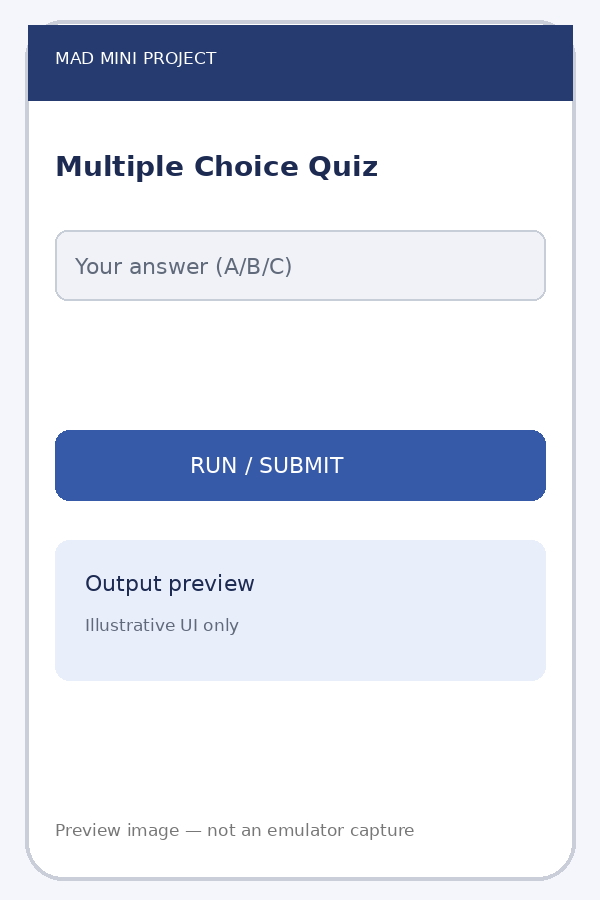 MAD MINI PROJECT
Multiple Choice Quiz
Your answer (A/B/C)
RUN / SUBMIT
Output preview
Illustrative UI only
Preview image — not an emulator capture